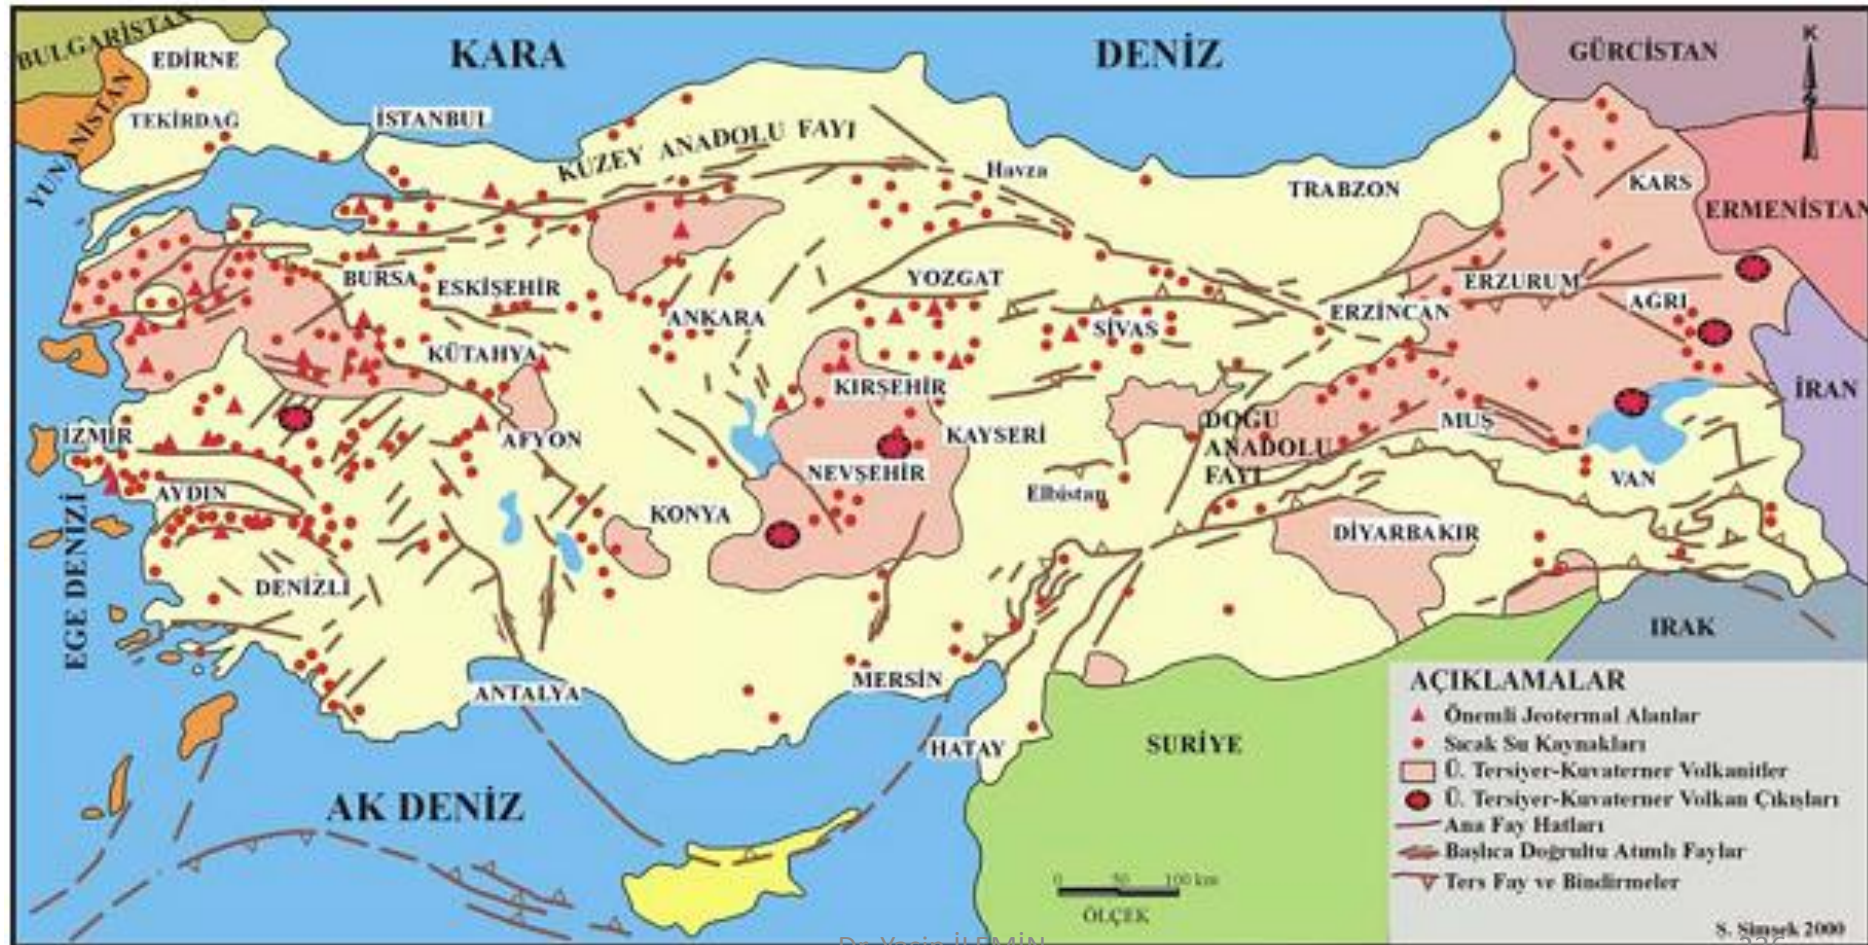 BULGARİSTAN
YUNANİSTAN
EDİRNE
TEKİRDAĞ
İSTANBUL
KARA DENİZ
GÜRCİSTAN
K
KUZEY ANADOLU FAYI
Havza
TRABZON
KARS
ERMENİSTAN
BURSA
ESKİŞEHİR
ANKARA
YOZGAT
SİVAS
ERZİNCAN
ERZURUM
AĞRI
İRAN
KÜTAHYA
KIRŞEHİR
İZMİR
AFYON
KAYSERİ
DOĞU
ANADOLU
FAYI
MUŞ
VAN
AYDIN
NEVŞEHİR
Elbistan
KONYA
DİYARBAKIR
EGE DENİZİ
DENİZLİ
IRAK
ANTALYA
MERSİN
HATAY
SURİYE
AK DENİZ
AÇIKLAMALAR
Önemli Jeotermal Alanlar
Sıcak Su Kaynakları
Ü. Tersiyer-Kuvaterner Volkanitler
Ü. Tersiyer-Kuvaterner Volkan Çıkışları
Ana Fay Hatları
Başlıca Doğrultu Atımlı Faylar
Ters Fay ve Bindirmeler
0 50 100 km
ÖLÇEK
S. Şimşek 2000